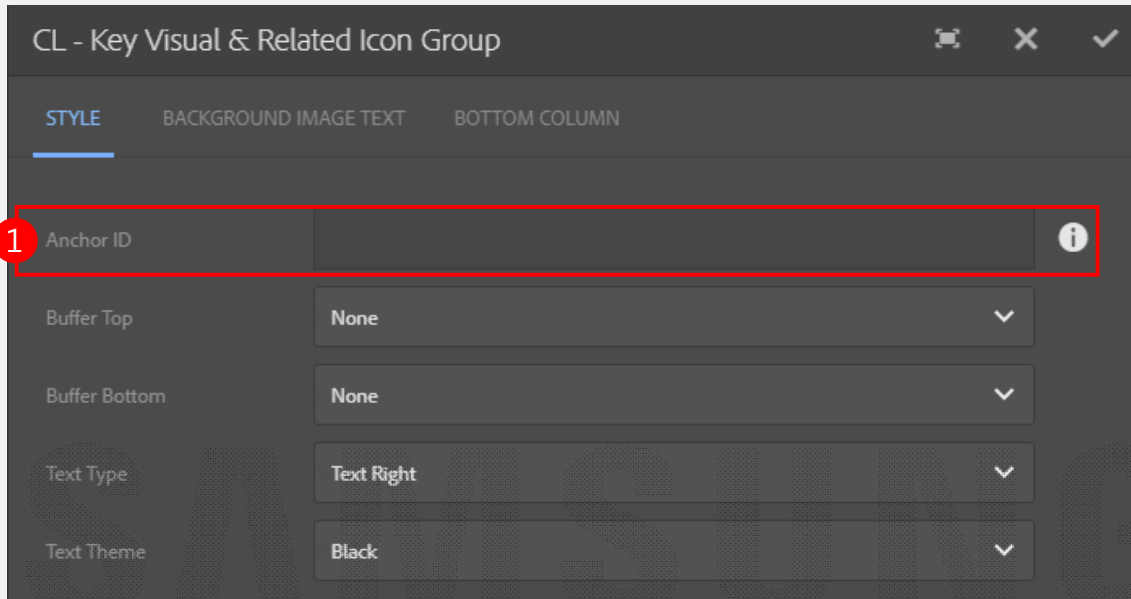 CL - Key Visual & Related Icon Group
STYLE BACKGROUND IMAGE TEXT BOTTOM COLUMN
1 Anchor ID
Buffer Top None
Buffer Bottom None
Text Type Text Right
Text Theme Black
SAMSUNG